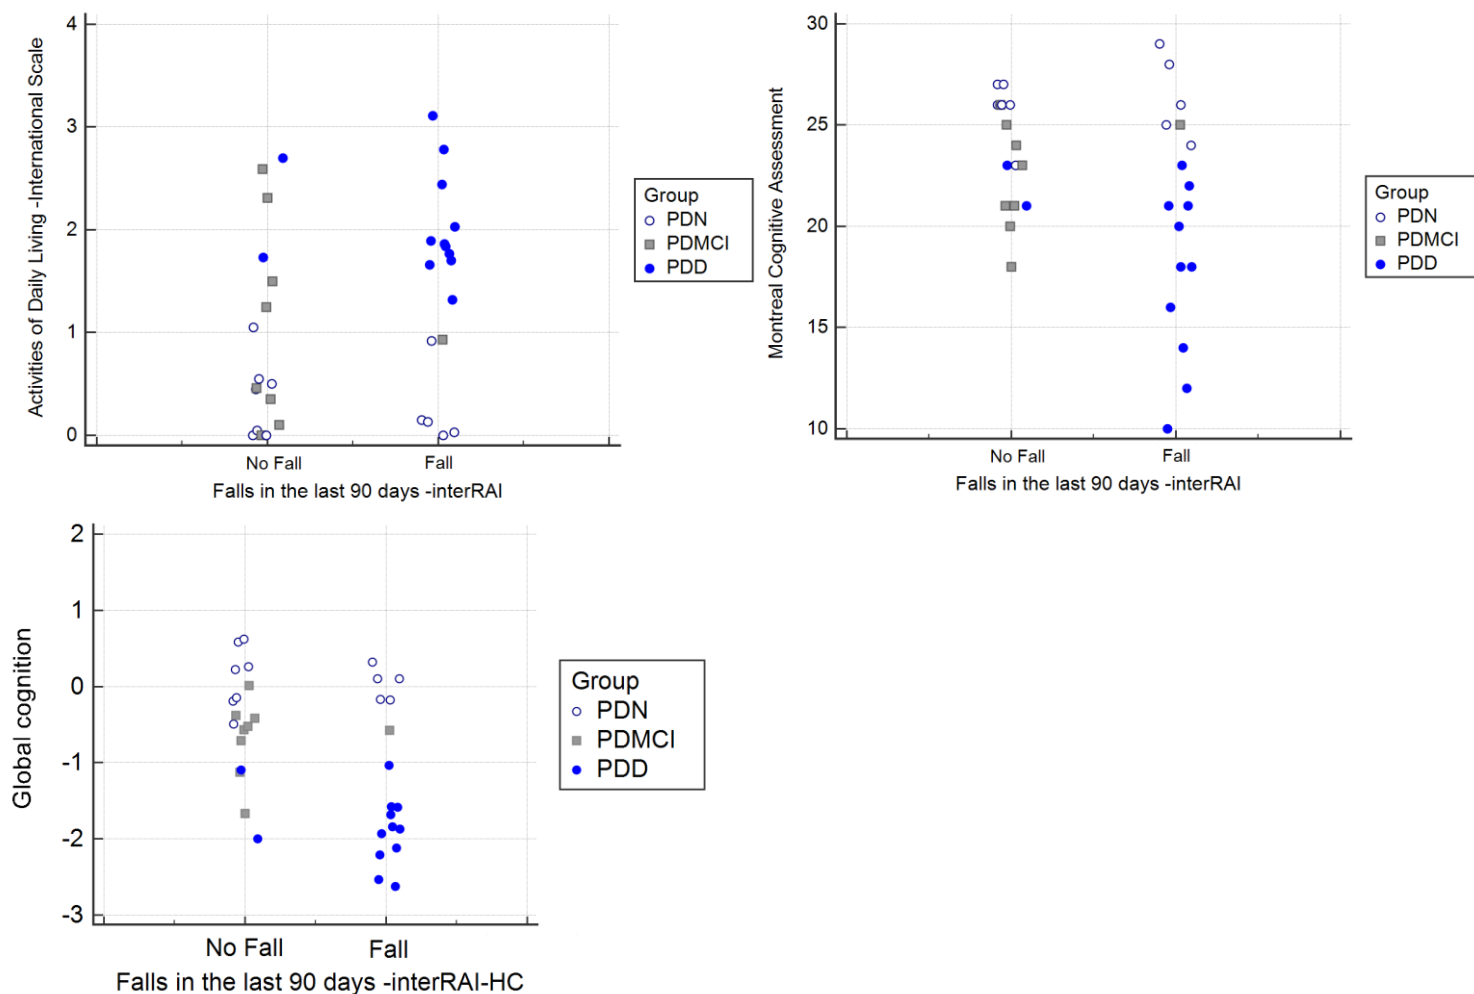 Activities of Daily Living -International Scale
4
3
2
1
0
No Fall
Fall
Falls in the last 90 days -interRAI
Group
PDN
PDMCI
PDD
Montreal Cognitive Assessment
30
25
20
15
10
No Fall
Fall
Falls in the last 90 days -interRAI
Group
PDN
PDMCI
PDD
Global cognition
2
1
0
-1
-2
-3
No Fall
Fall
Falls in the last 90 days -interRAI-HC
Group
PDN
PDMCI
PDD